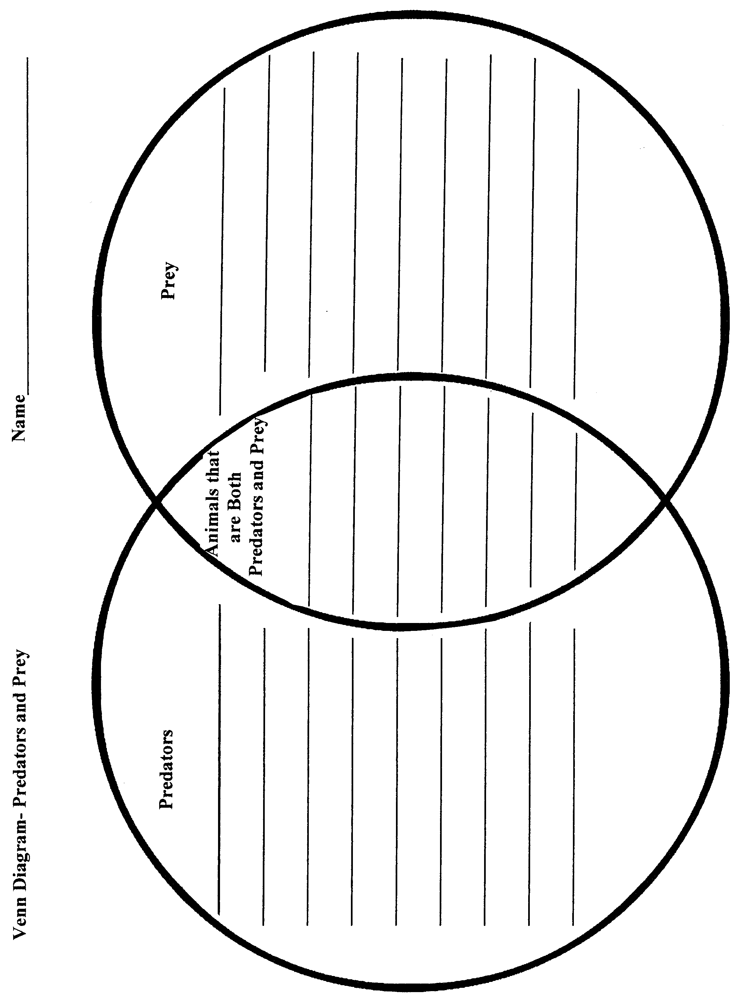 Venn Diagram- Predators and Prey
Name
Predators
Animals that
are Both
Predators and Prey
Prey